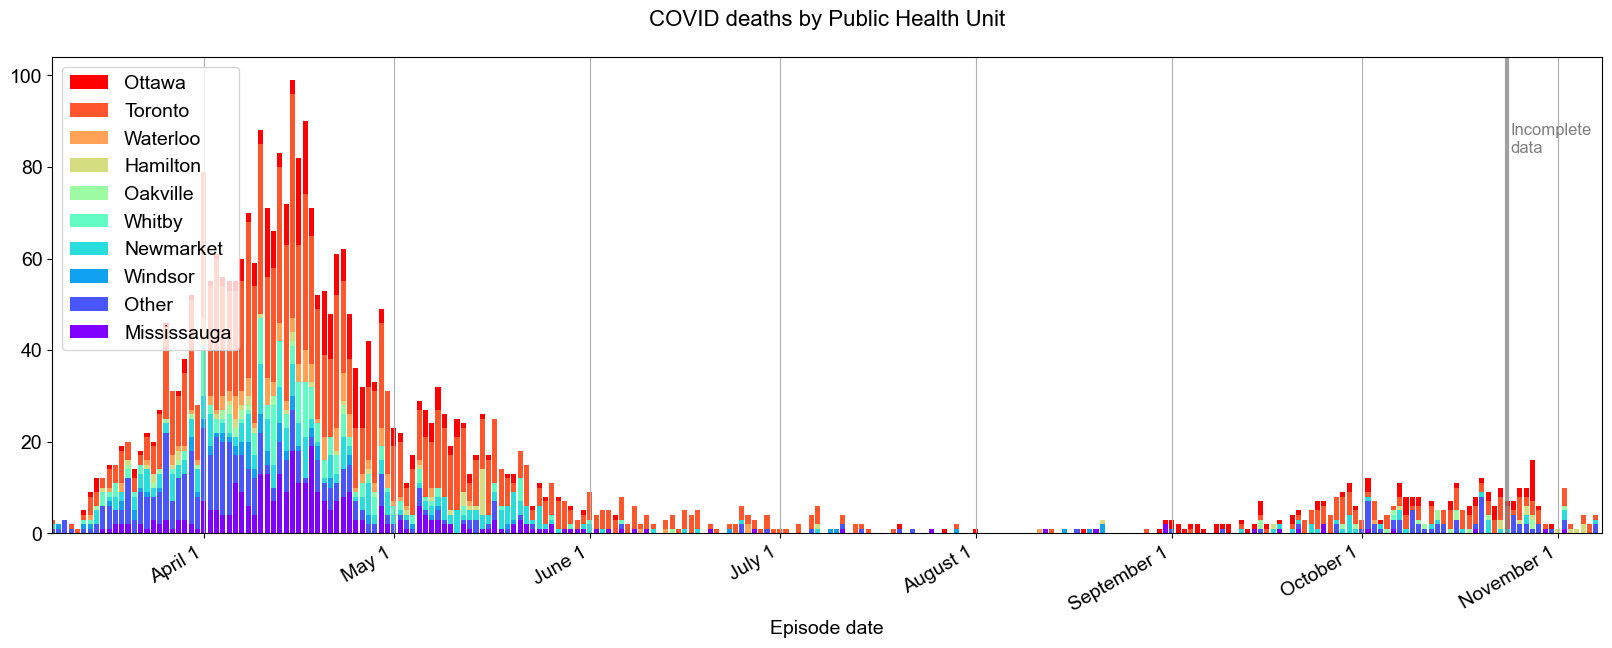 COVID deaths by Public Health Unit
100
80
60
40
20
0
Ottawa
Toronto
Waterloo
Hamilton
Oakville
Whitby
Newmarket
Windsor
Other
Mississauga
Incomplete
data
April 1
May 1
June 1
July 1
August 1
September 1
October 1
November 1
Episode date